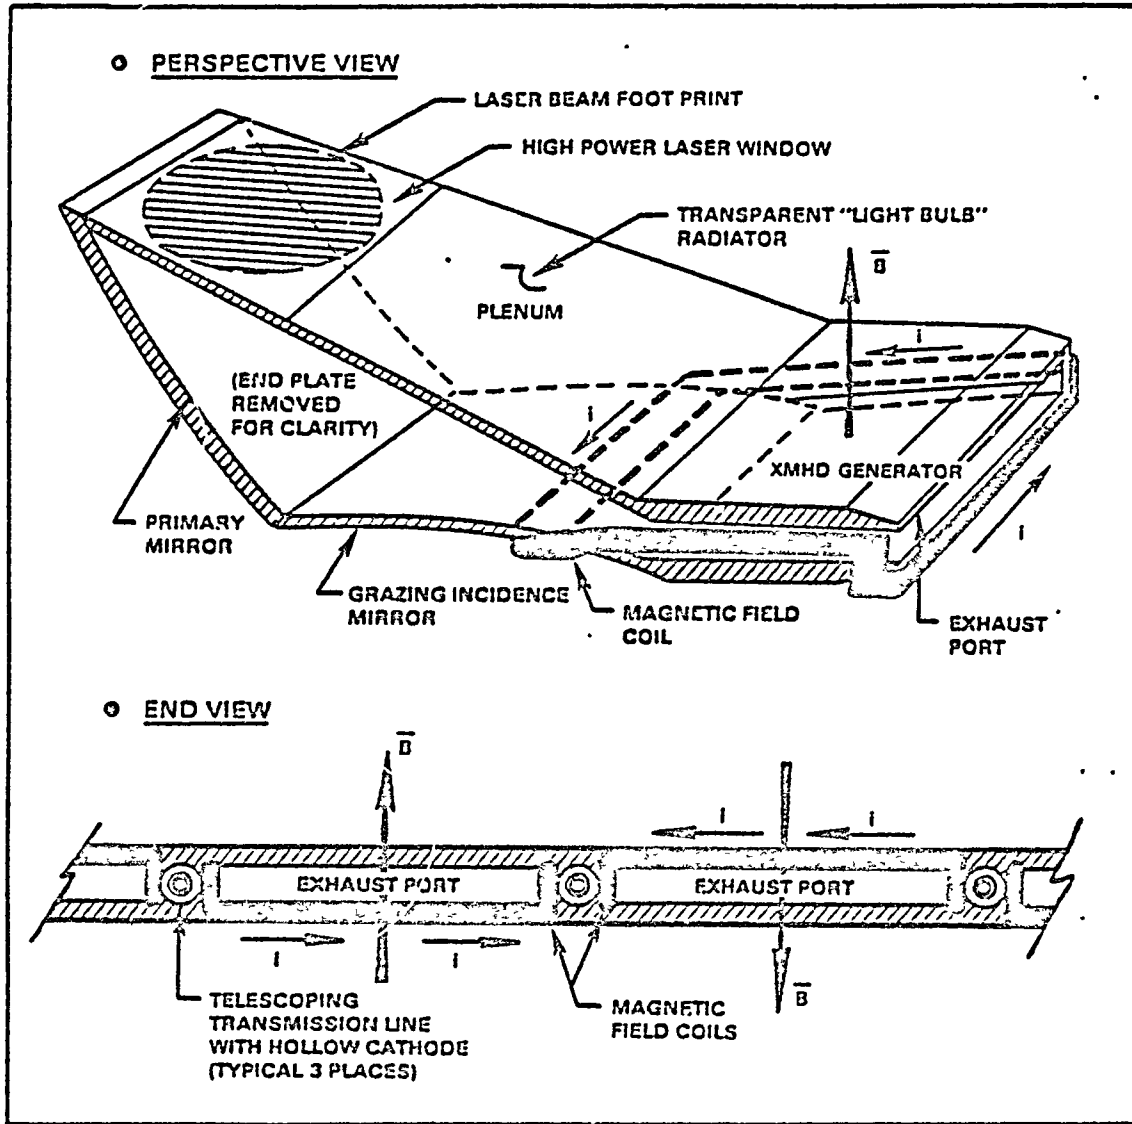 PERSPECTIVE VIEW
LASER BEAM FOOT PRINT
HIGH POWER LASER WINDOW
TRANSPARENT "LIGHT BULB"
RADIATOR
B
PLENUM
i
(END PLATE
REMOVED
FOR CLARITY)
i
XMHD GENERATOR
PRIMARY
MIRROR
i
GRAZING INCIDENCE
MIRROR
MAGNETIC FIELD
COIL
EXHAUST
PORT
END VIEW
B
i
i
EXHAUST PORT
EXHAUST PORT
i
i
B
TELESCOPING
TRANSMISSION LINE
WITH HOLLOW CATHODE
(TYPICAL 3 PLACES)
MAGNETIC
FIELD COILS